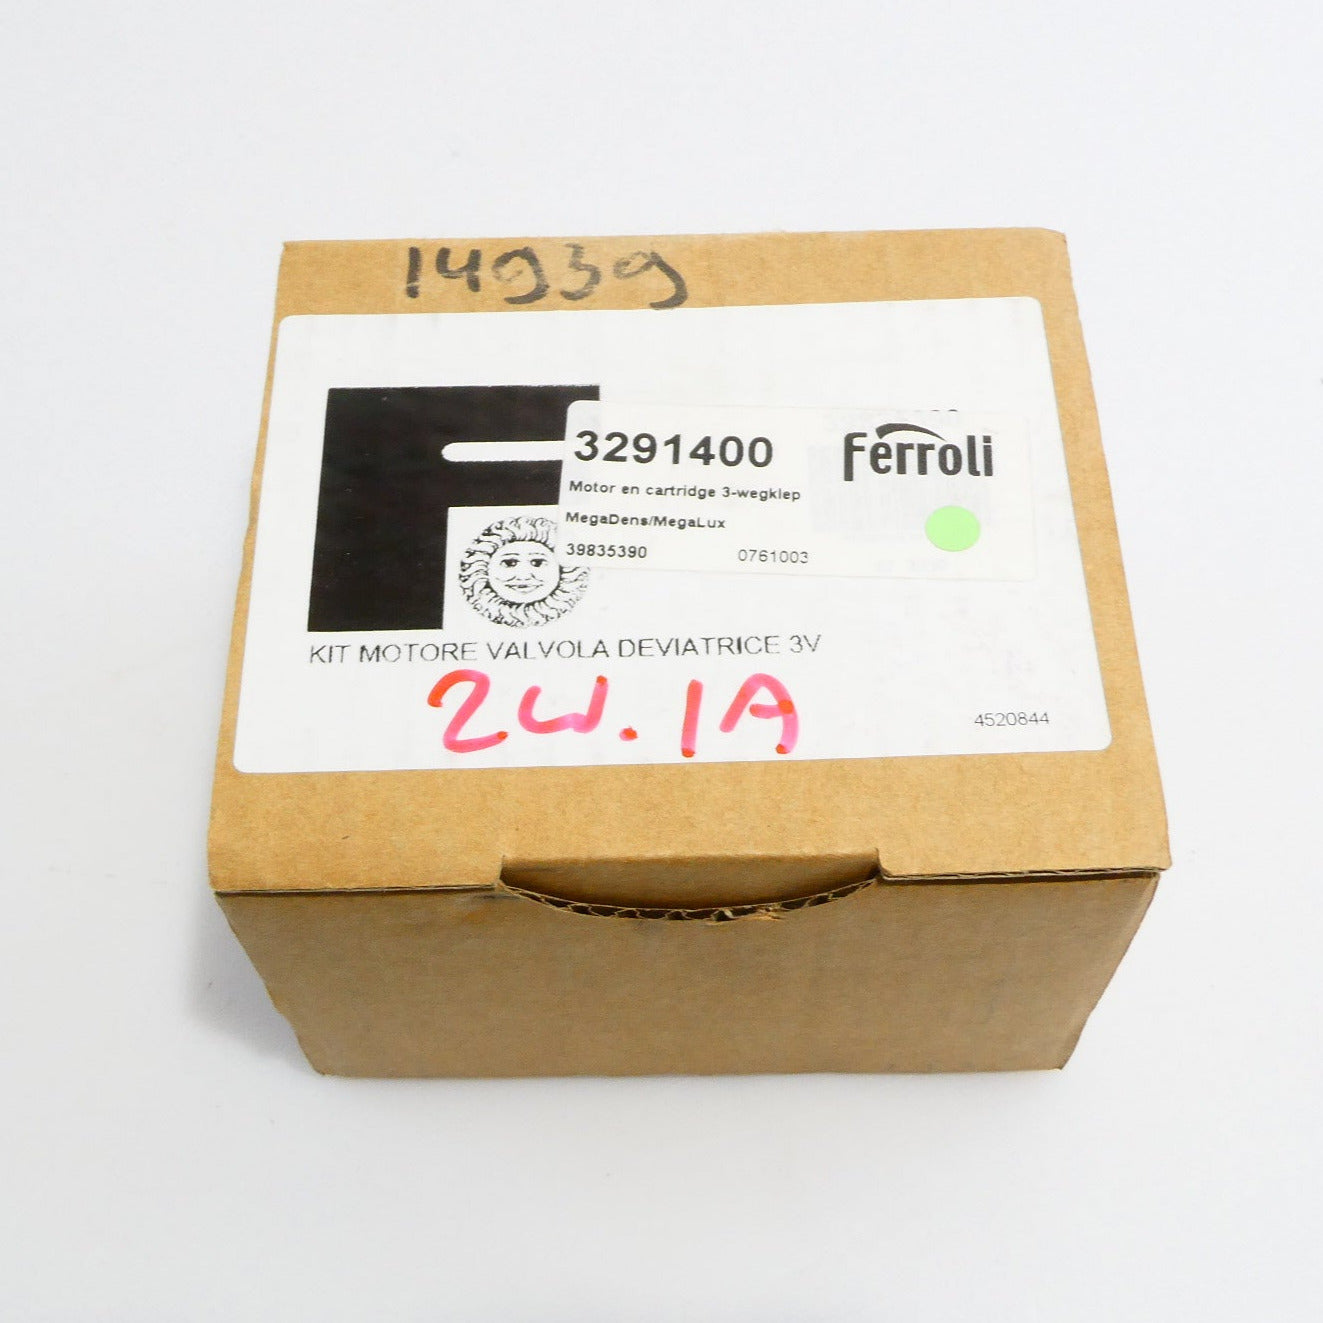 14939
3291400
Ferroli
Motor en cartridge 3-wegklep
MegaDens/MegaLux
39835390 0761003
KIT MOTORE VALVOLA DEVIATRICE 3V
2W.1A
4520844